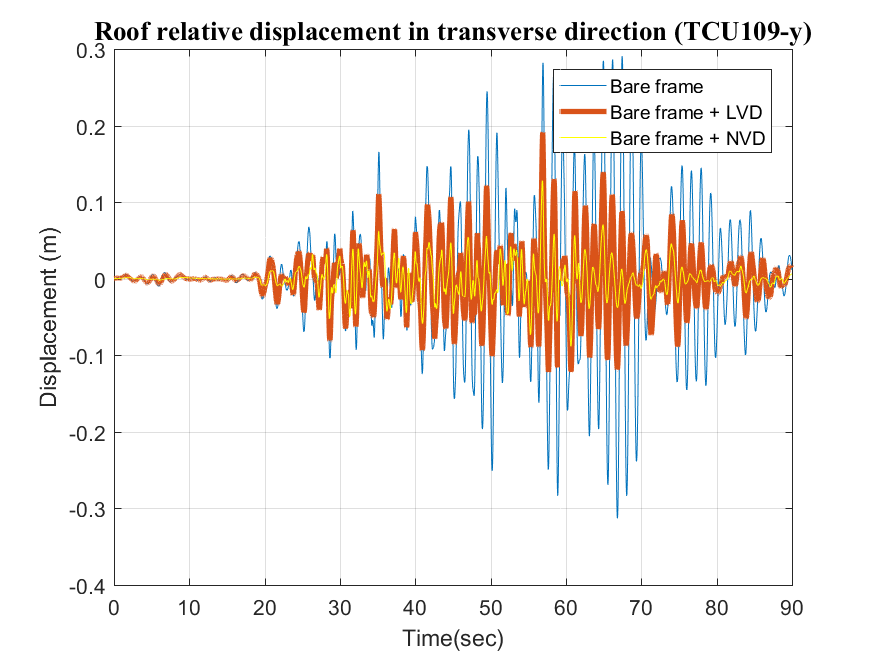 Roof relative displacement in transverse direction (TCU109-y)
Bare frame
Bare frame + LVD
Bare frame + NVD
Displacement (m)
0.3
0.2
0.1
0
-0.1
-0.2
-0.3
-0.4
0 10 20 30 40 50 60 70 80 90
Time(sec)